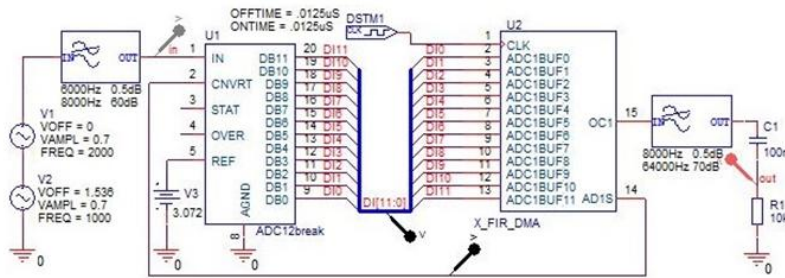 OFFTIME = .0125uS
ONTIME = .0125uS
DSTM1
CLK
U1
U2
in
IN
OUT
6000Hz 0.5dB
8000Hz 60dB
V1
VOFF = 0
VAMPL = 0.7
FREQ = 2000
V2
VOFF = 1.536
VAMPL = 0.7
FREQ = 1000
0
1 IN
2 CNVRT
3 STAT
4 OVER
5 REF
V3
3.072
0
AGND
8
0
DB11 20 DI11
DB10 19 DI10
DB9 18 DI9
DB8 17 DI8
DB7 16 DI7
DB6 15 DI6
DB5 14 DI5
DB4 13 DI4
DB3 12 DI3
DB2 11 DI2
DB1 10 DI1
DB0 9 DI0
ADC12break
DI[11:0]
V
1 CLK
DI0 2 ADC1BUF0
DI1 3 ADC1BUF1
DI2 4 ADC1BUF2
DI3 5 ADC1BUF3
DI4 6 ADC1BUF4
DI5 7 ADC1BUF5
DI6 8 ADC1BUF6
DI7 9 ADC1BUF7
DI8 10 ADC1BUF8
DI9 11 ADC1BUF9
DI10 12 ADC1BUF10
DI11 13 ADC1BUF11
OC1 15
AD1S 14
X_FIR_DMA
V
IN
OUT
8000Hz 0.5dB
64000Hz 70dB
C1
100n
out
R1
10k
0